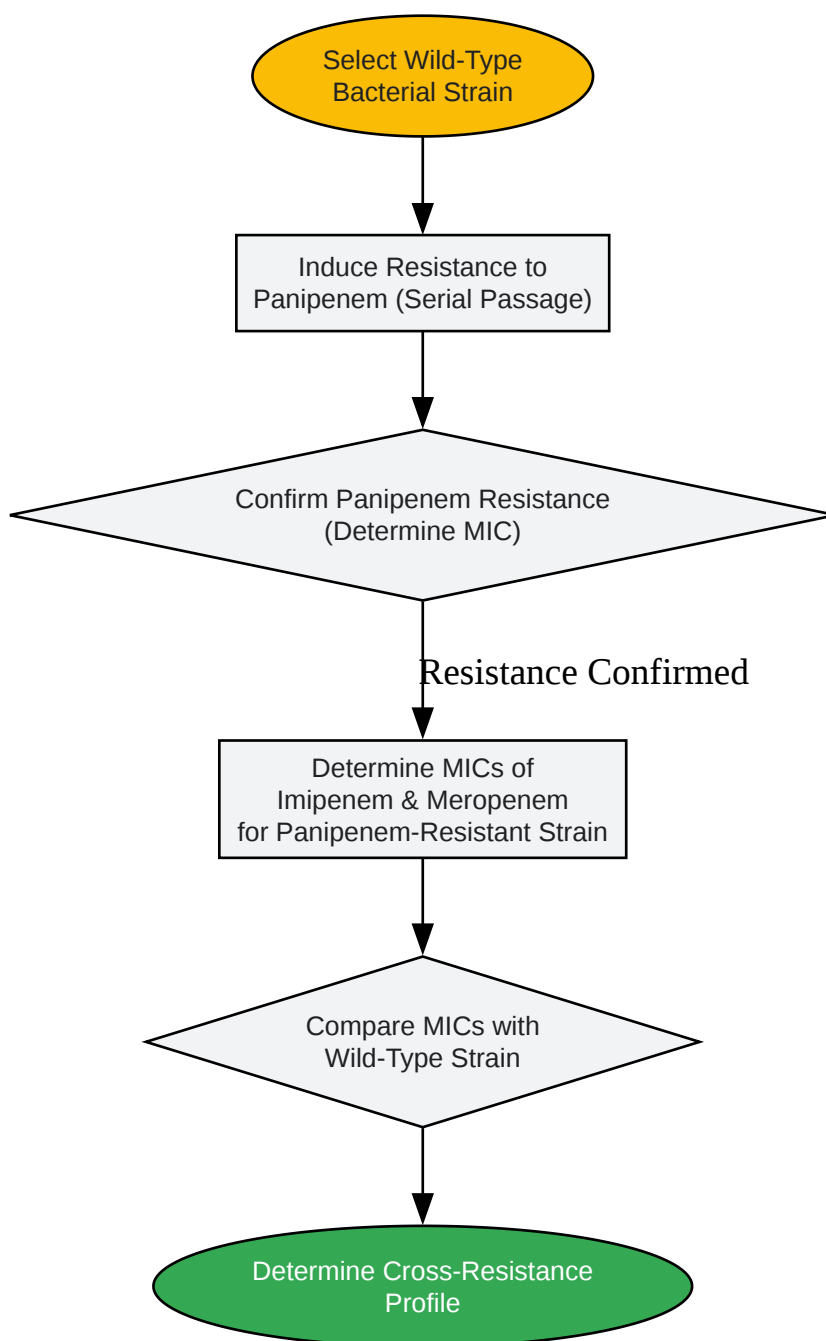 Select Wild-Type
Bacterial Strain
Induce Resistance to
Panipenem (Serial Passage)
Confirm Panipenem Resistance
(Determine MIC)
Resistance Confirmed
Determine MICs of
Imipenem & Meropenem
for Panipenem-Resistant Strain
Compare MICs with
Wild-Type Strain
Determine Cross-Resistance
Profile